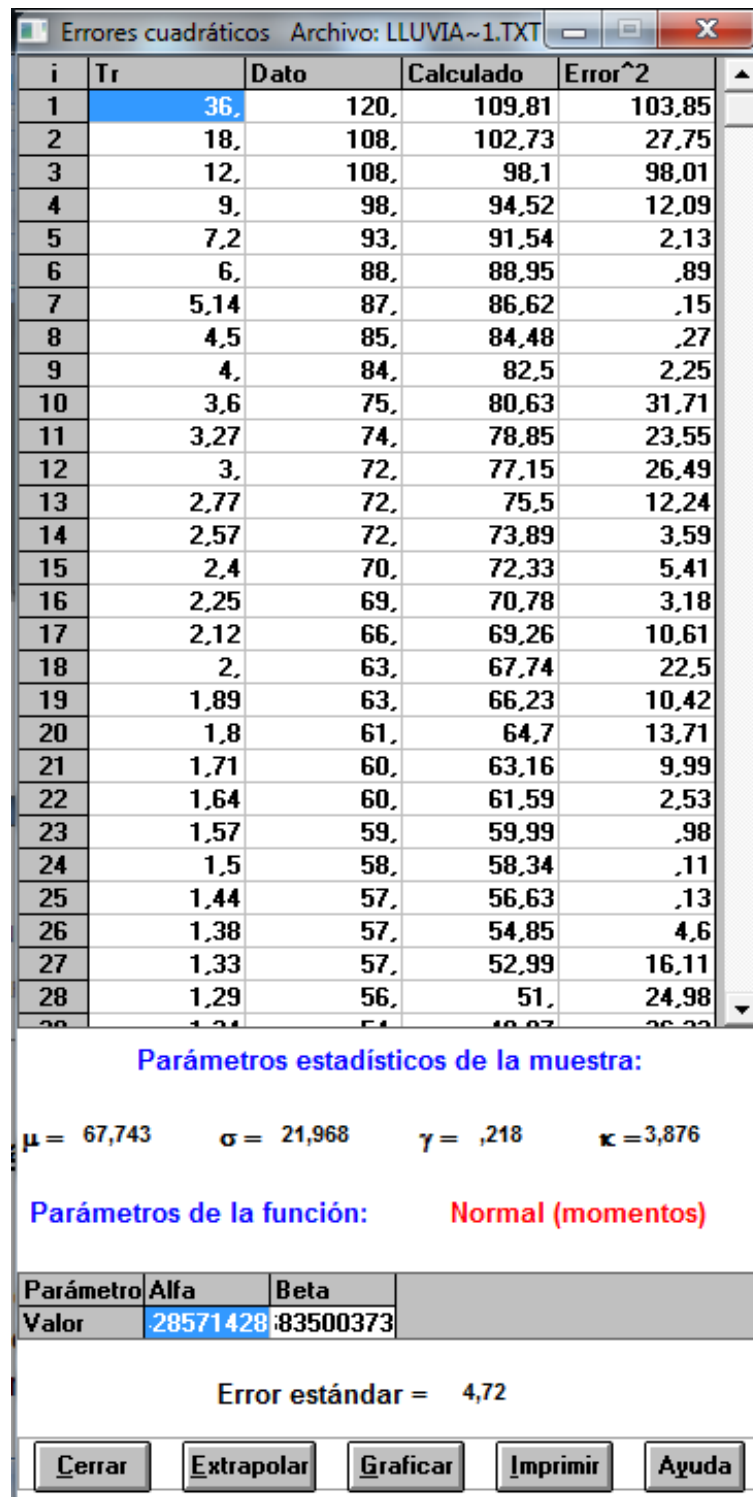 Errores cuadráticos Archivo: LLUVIA~1.TXT
i Tr Dato Calculado Error^2
1 36, 120, 109,81 103,85
2 18, 108, 102,73 27,75
3 12, 108, 98,1 98,01
4 9, 98, 94,52 12,09
5 7,2 93, 91,54 2,13
6 6, 88, 88,95 ,89
7 5,14 87, 86,62 ,15
8 4,5 85, 84,48 ,27
9 4, 84, 82,5 2,25
10 3,6 75, 80,63 31,71
11 3,27 74, 78,85 23,55
12 3, 72, 77,15 26,49
13 2,77 72, 75,5 12,24
14 2,57 72, 73,89 3,59
15 2,4 70, 72,33 5,41
16 2,25 69, 70,78 3,18
17 2,12 66, 69,26 10,61
18 2, 63, 67,74 22,5
19 1,89 63, 66,23 10,42
20 1,8 61, 64,7 13,71
21 1,71 60, 63,16 9,99
22 1,64 60, 61,59 2,53
23 1,57 59, 59,99 ,98
24 1,5 58, 58,34 ,11
25 1,44 57, 56,63 ,13
26 1,38 57, 54,85 4,6
27 1,33 57, 52,99 16,11
28 1,29 56, 51, 24,98
Parámetros estadísticos de la muestra:
μ = 67,743 σ = 21,968 γ = ,218 κ =3,876
Parámetros de la función: Normal (momentos)
Parámetro Alfa Beta
Valor 28571428 83500373
Error estándar = 4,72
Cerrar Extrapolar Graficar Imprimir Ayuda